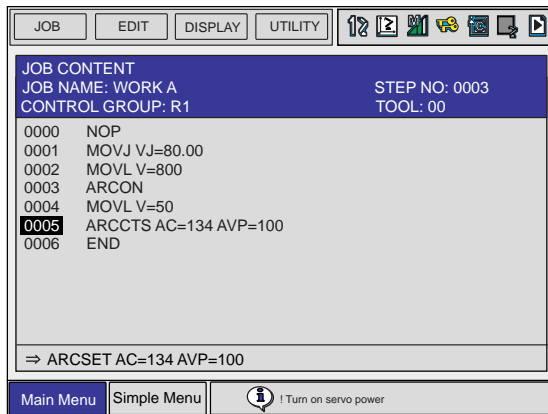 JOB EDIT DISPLAY UTILITY
JOB CONTENT
JOB NAME: WORK A STEP NO: 0003
CONTROL GROUP: R1 TOOL: 00
0000 NOP
0001 MOVJ VJ=80.00
0002 MOVL V=800
0003 ARCON
0004 MOVL V=50
0005 ARCCTS AC=134 AVP=100
0006 END
⇒ ARCSET AC=134 AVP=100
Main Menu Simple Menu ! Turn on servo power